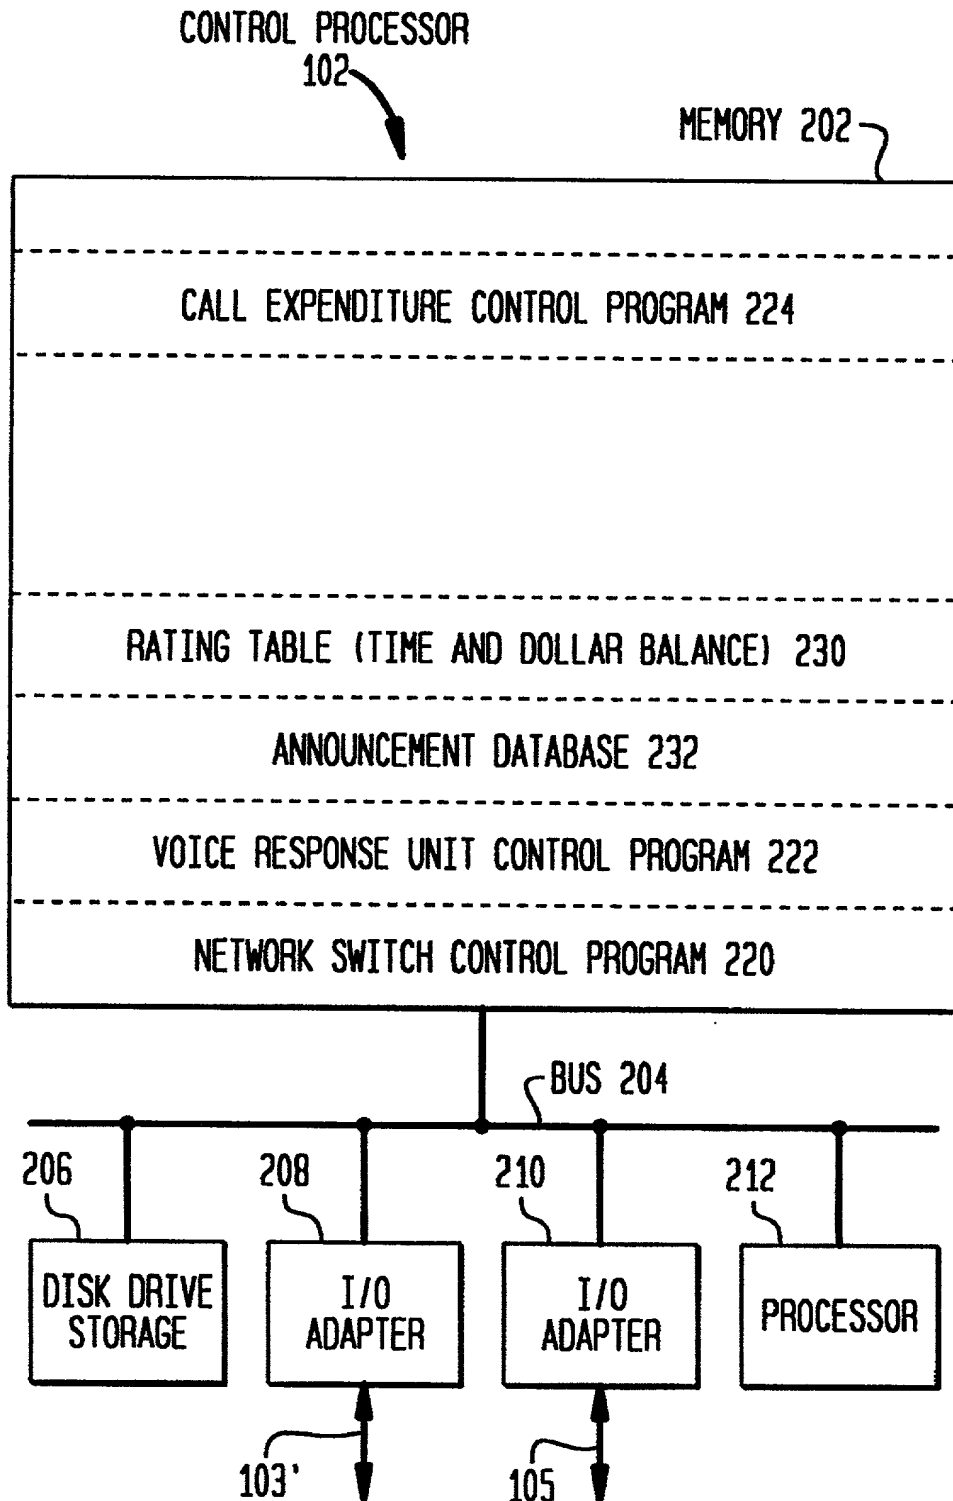 CONTROL PROCESSOR
102
MEMORY 202
CALL EXPENDITURE CONTROL PROGRAM 224
RATING TABLE (TIME AND DOLLAR BALANCE) 230
ANNOUNCEMENT DATABASE 232
VOICE RESPONSE UNIT CONTROL PROGRAM 222
NETWORK SWITCH CONTROL PROGRAM 220
BUS 204
206
208
210
212
DISK DRIVE
STORAGE
I/O
ADAPTER
I/O
ADAPTER
PROCESSOR
103'
105